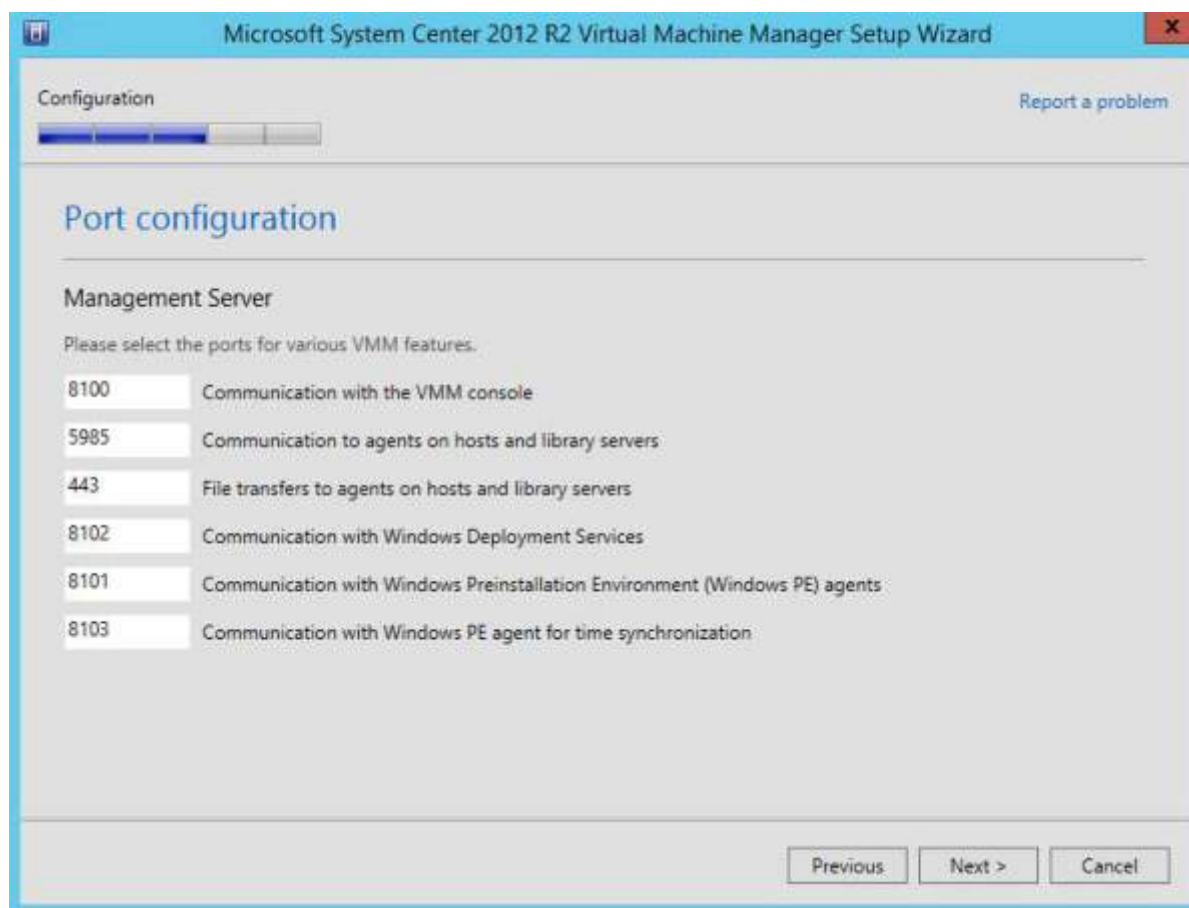 Microsoft System Center 2012 R2 Virtual Machine Manager Setup Wizard
Configuration
Report a problem
Port configuration
Management Server
Please select the ports for various VMM features.
8100 Communication with the VMM console
5985 Communication to agents on hosts and library servers
443 File transfers to agents on hosts and library servers
8102 Communication with Windows Deployment Services
8101 Communication with Windows Preinstallation Environment (Windows PE) agents
8103 Communication with Windows PE agent for time synchronization
Previous Next > Cancel